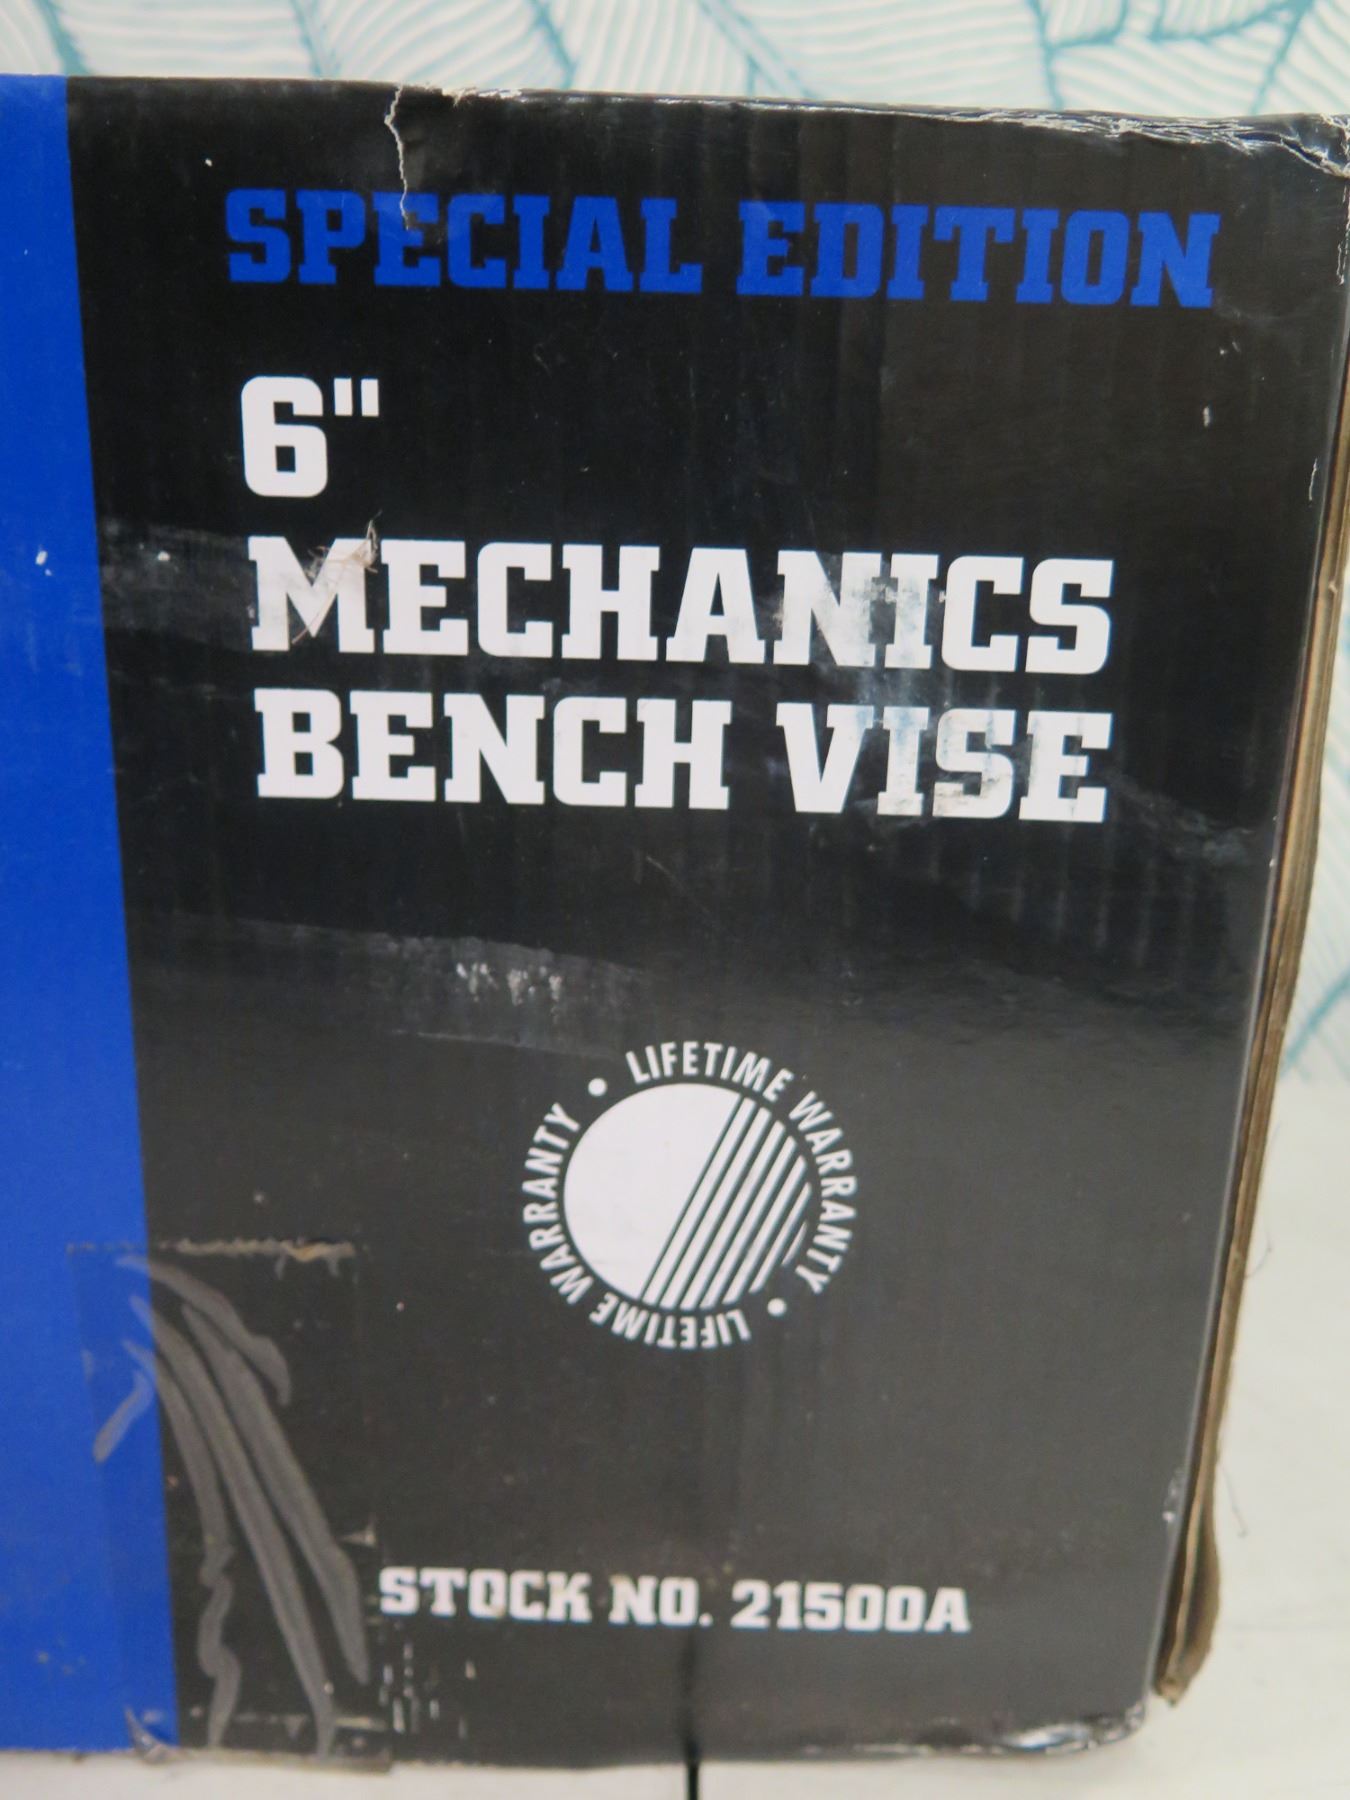 SPECIAL EDITION
6"
MECHANICS
BENCH VISE
LIFETIME WARRANTY • LIFETIME WARRANTY •
STOCK NO. 21500A